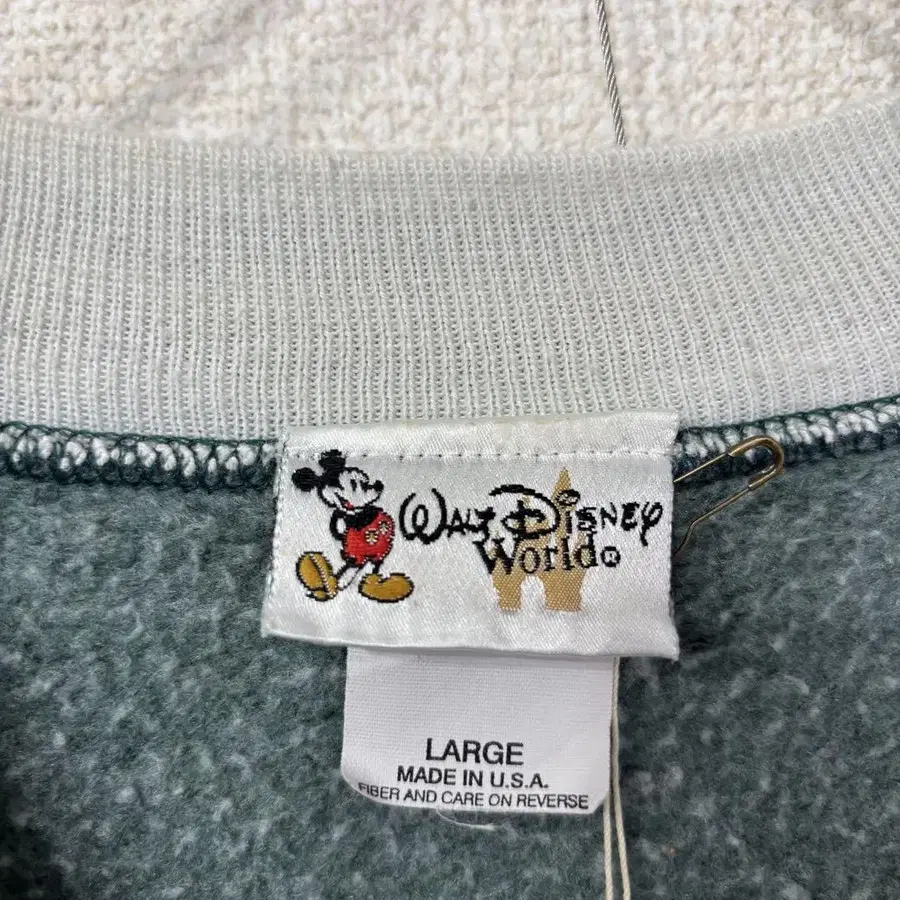 WALT DISNEY
World®
LARGE
MADE IN U.S.A.
FIBER AND CARE ON REVERSE